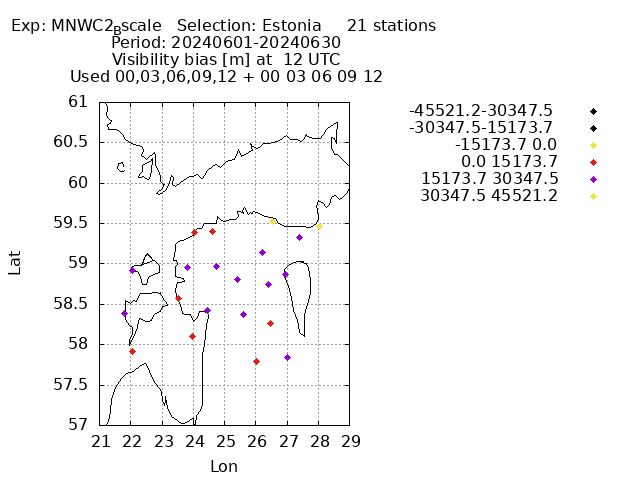 Exp: MNWC2Bscale   Selection: Estonia     21 stations
Period: 20240601-20240630
Visibility bias [m] at  12 UTC
Used 00,03,06,09,12 + 00 03 06 09 12
-45521.2-30347.5
-30347.5-15173.7
-15173.7 0.0
0.0 15173.7
15173.7 30347.5
30347.5 45521.2
61
60.5
60
59.5
59
58.5
58
57.5
57
Lat
21 22 23 24 25 26 27 28 29
Lon